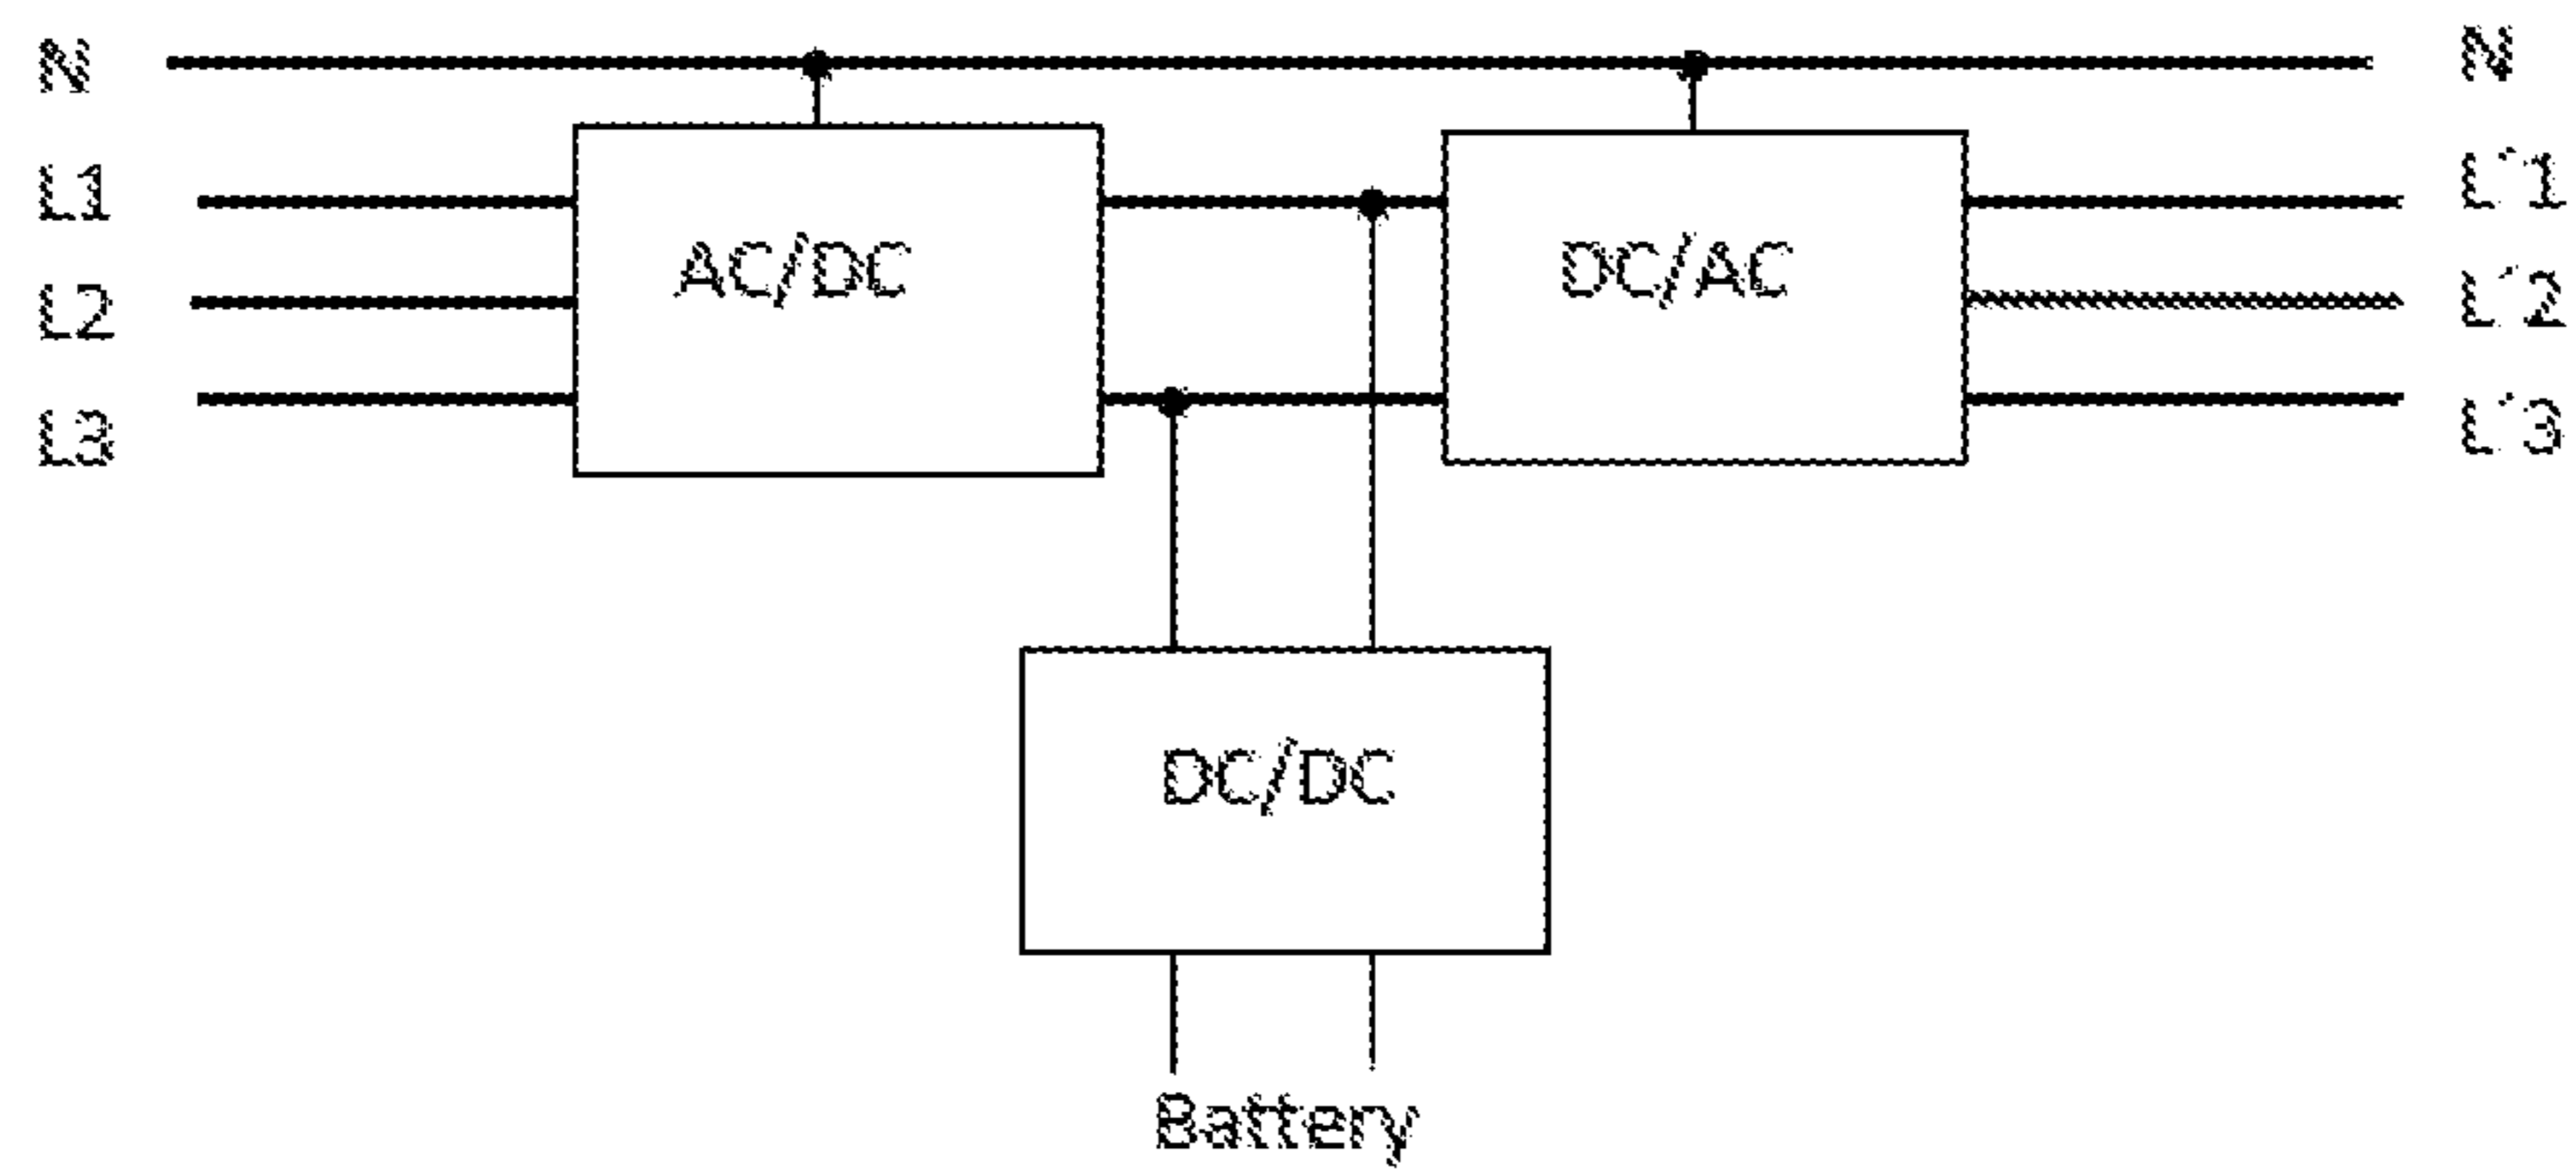 N N
L1 L´1
AC/DC DC/AC
L2 L´2
L3 L´3
DC/DC
Battery